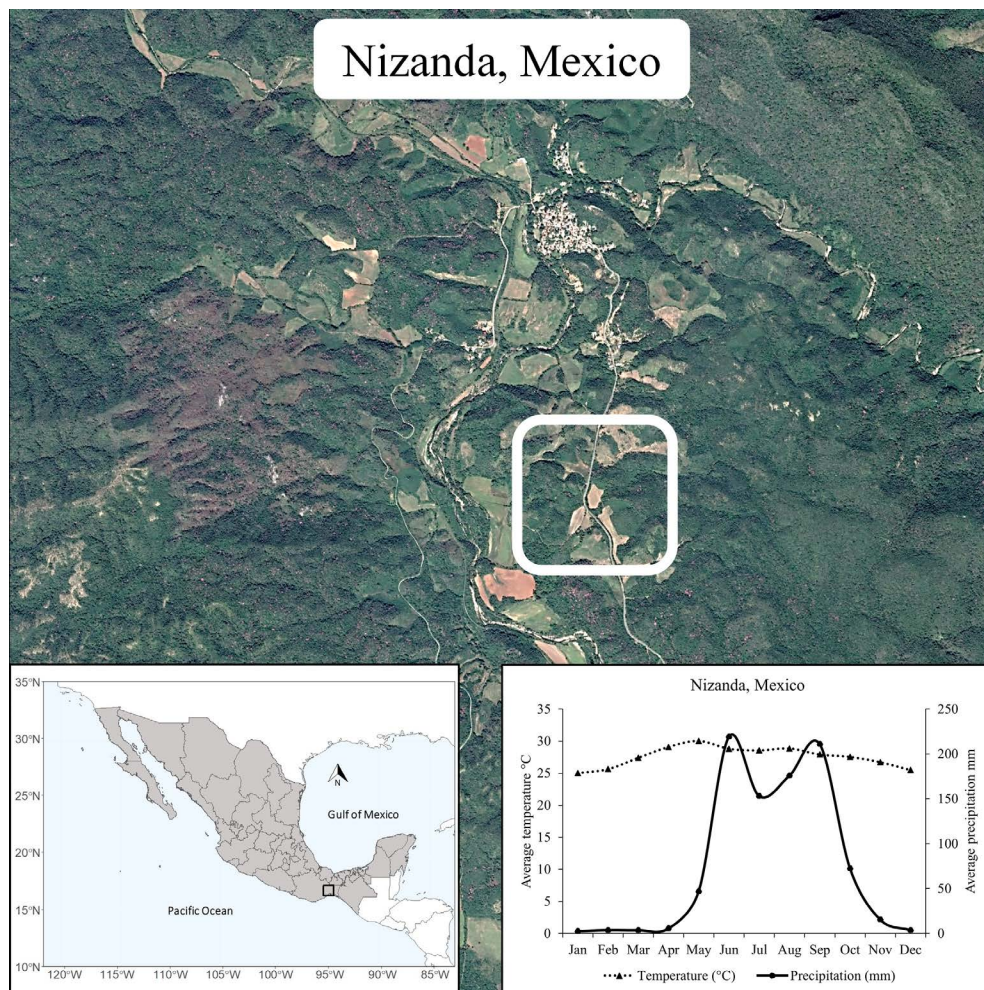 Nizanda, Mexico
35°N
30°N
25°N
20°N
15°N
10°N
120°W
115°W
110°W
105°W
100°W
95°W
90°W
85°W
N
Gulf of Mexico
Pacific Ocean
Nizanda, Mexico
Average temperature °C
35
30
25
20
15
10
5
0
250
200
150
100
50
0
Average precipitation mm
Jan Feb Mar Apr May Jun Jul Aug Sep Oct Nov Dec
Temperature (°C) Precipitation (mm)